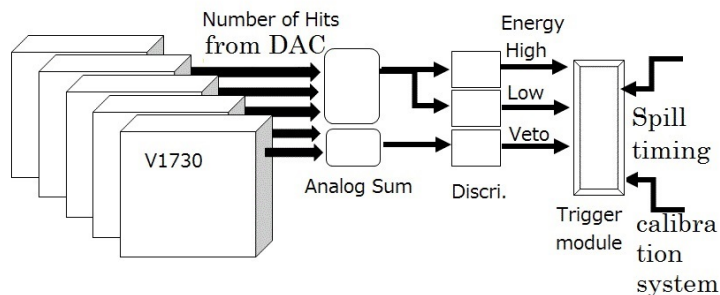 Number of Hits
from DAC
Energy
High
Low
Veto
V1730
Analog Sum
Discri.
Trigger
module
Spill
timing
calibra
tion
system